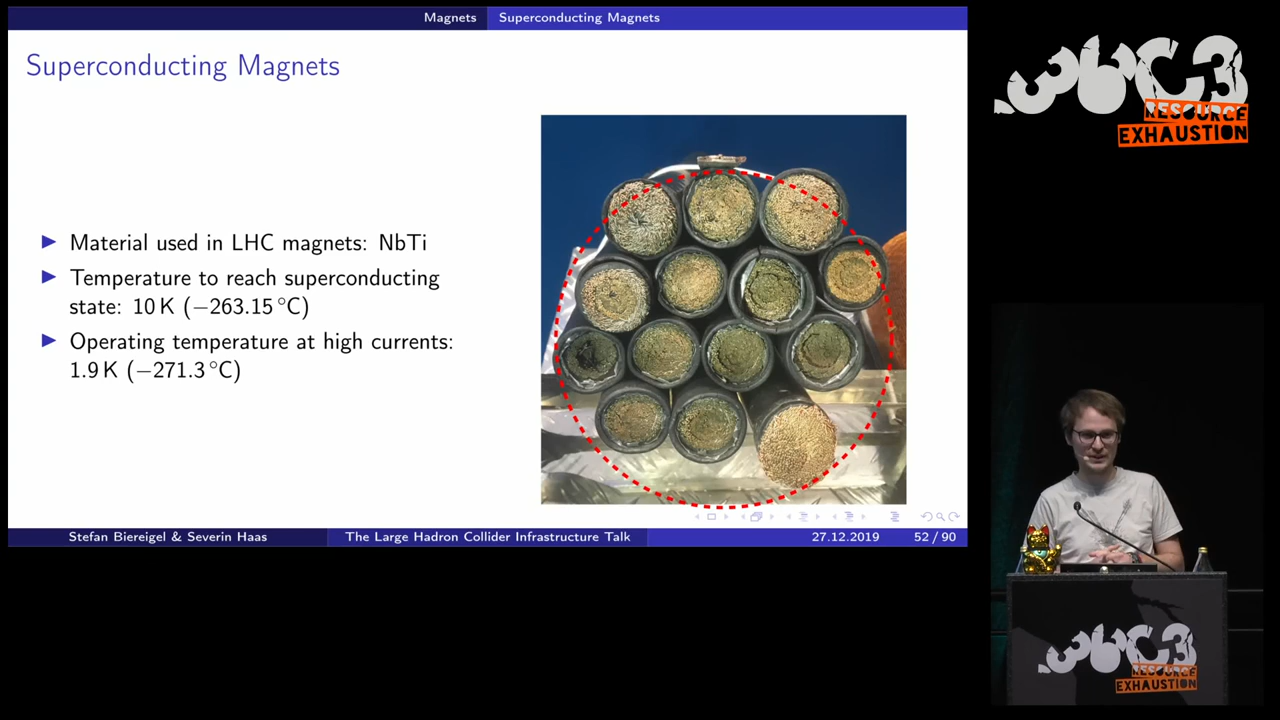 Magnets Superconducting Magnets
Superconducting Magnets
Material used in LHC magnets: NbTi
Temperature to reach superconducting
state: 10 K (−263.15 °C)
Operating temperature at high currents:
1.9 K (−271.3 °C)
Stefan Biereigel & Severin Haas The Large Hadron Collider Infrastructure Talk 27.12.2019 52 / 90
36C3
RESOURCE
EXHAUSTION
36C3
RESOURCE
EXHAUSTION